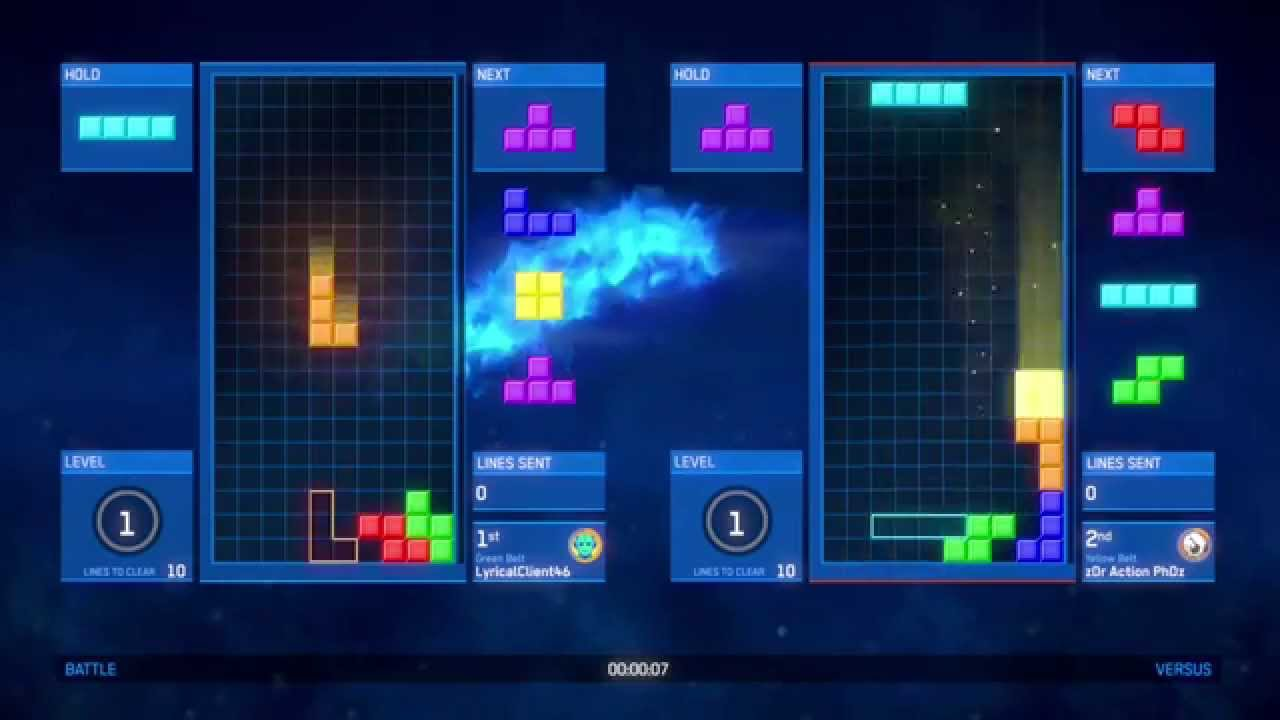 HOLD
NEXT
HOLD
NEXT
LEVEL
1
LINES TO CLEAR 10
LINES SENT
0
1st
Green Belt
LyricalClient46
LEVEL
1
LINES TO CLEAR 10
LINES SENT
0
2nd
Yellow Belt
zOr Action PhOz
BATTLE
00:00:07
VERSUS